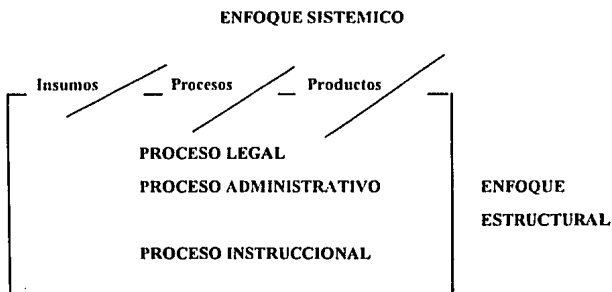 ENFOQUE SISTEMICO
Insumos Procesos Productos
PROCESO LEGAL
PROCESO ADMINISTRATIVO ENFOQUE
ESTRUCTURAL
PROCESO INSTRUCCIONAL